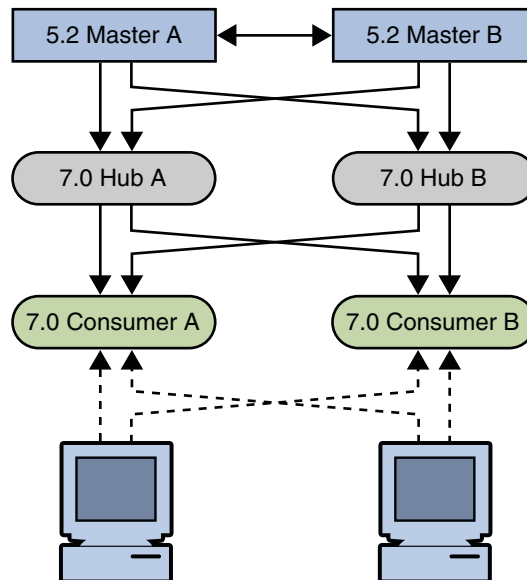 5.2 Master A
5.2 Master B
7.0 Hub A
7.0 Hub B
7.0 Consumer A
7.0 Consumer B